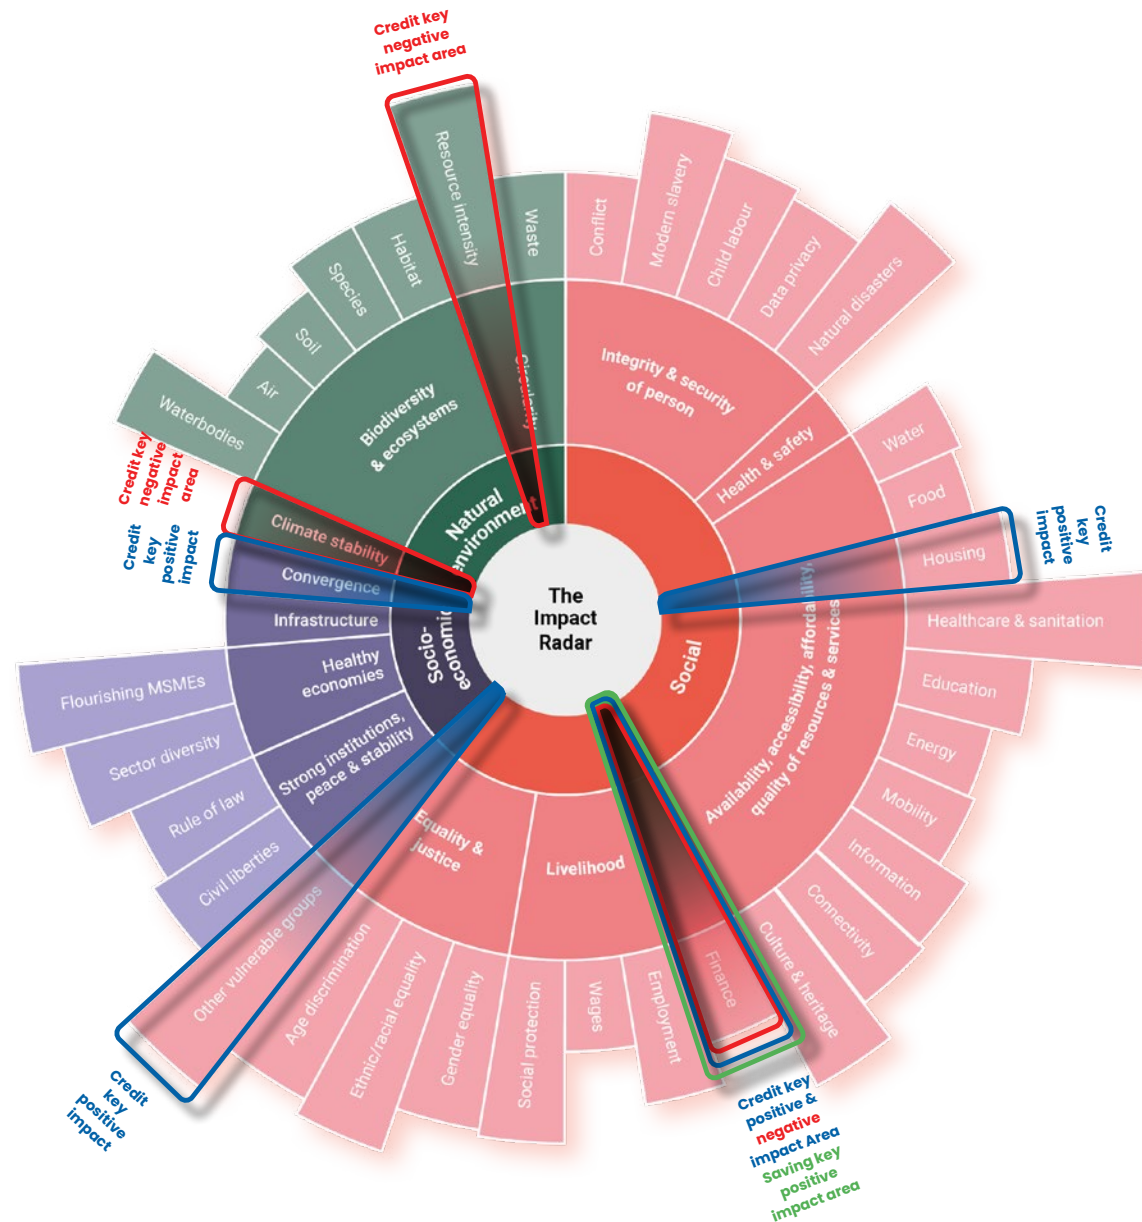 Credit key
negative
impact area
Resource intensity
Waste
Conflict
Modern slavery
Child labour
Data privacy
Natural disasters
Habitat
Species
Soil
Air
Waterbodies
Biodiversity
& ecosystems
Circularity
Integrity & security
of person
Health & safety
Water
Food
Housing
Credit
key
positive
impact
Healthcare & sanitation
Education
Energy
Mobility
Information
Connectivity
Culture & heritage
Availability, accessibility, affordability,
quality of resources & services
Credit key
negative
impact
area
Credit
key
positive
impact
Climate stability
Convergence
Infrastructure
Healthy
economies
Strong institutions,
peace & stability
Natural
environment
Socio-
economic
The
Impact
Radar
Social
Flourishing MSMEs
Sector diversity
Rule of law
Civil liberties
Other vulnerable groups
Equality &
justice
Livelihood
Age discrimination
Ethnic/racial equality
Gender equality
Social protection
Wages
Employment
Finance
Credit
key
positive
impact
Credit key
positive &
negative
impact Area
Saving key
positive
impact area